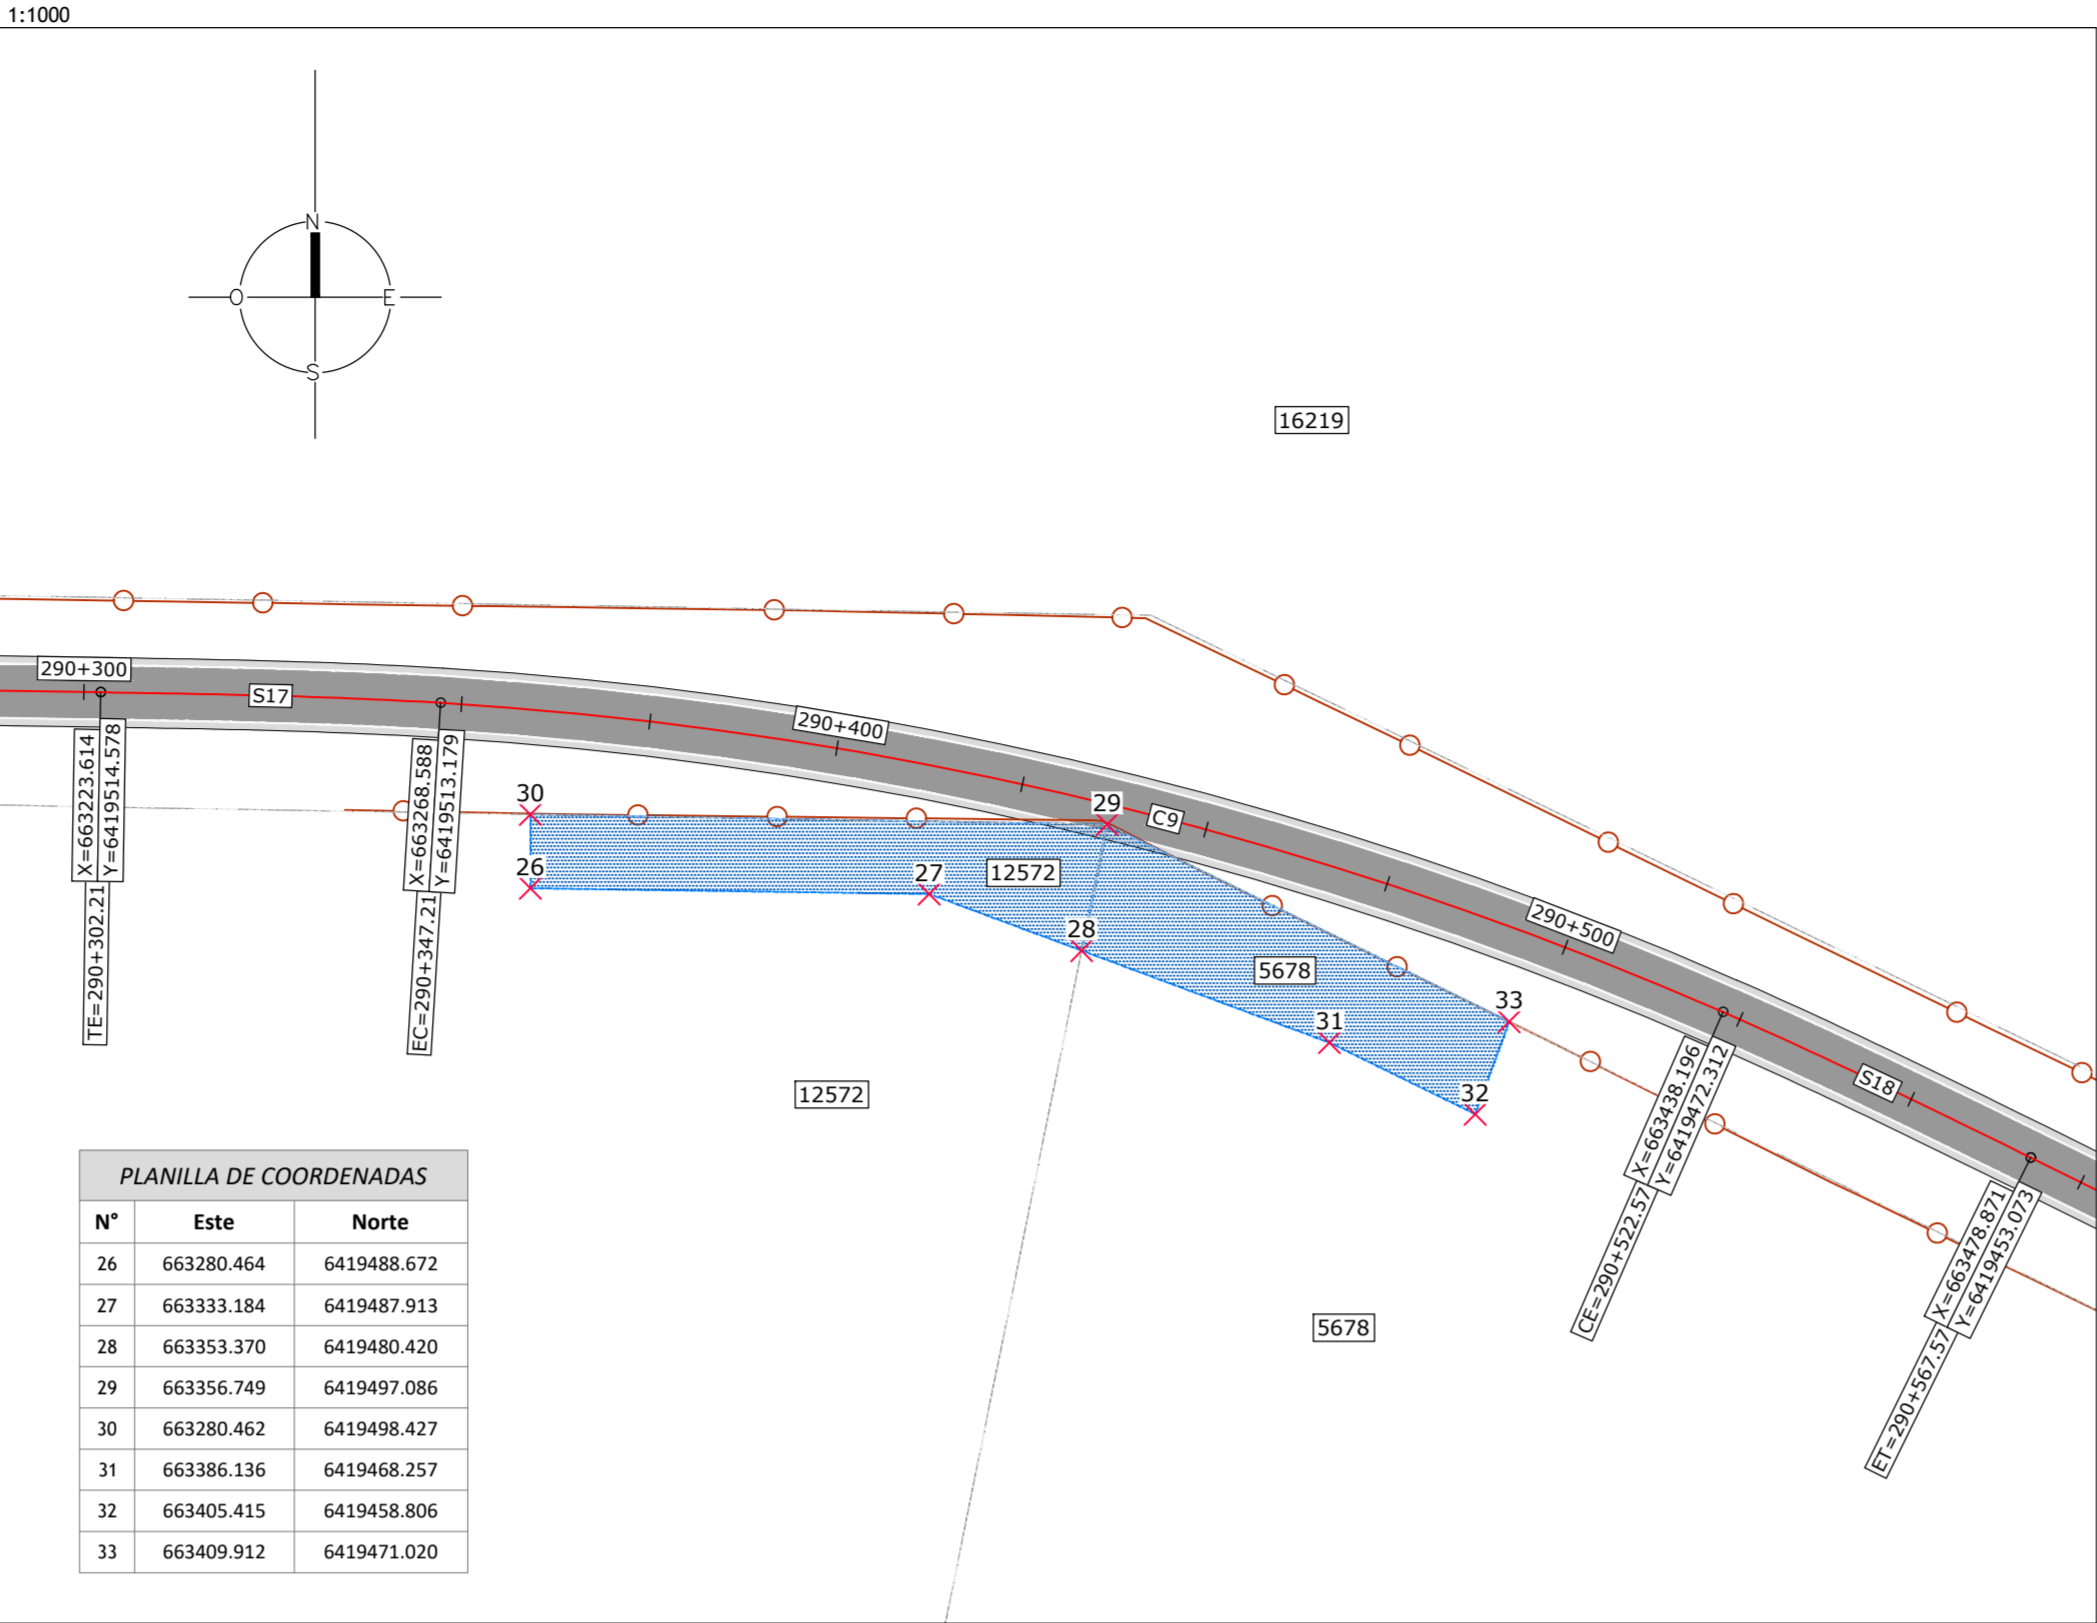 1:1000
N
O
E
S
16219
290+300
S17
290+400
C9
290+500
S18
X=663223.614
Y=6419514.578
TE=290+302.21
X=663268.588
Y=6419513.179
EC=290+347.21
30
29
26
27
12572
28
5678
33
31
32
12572
5678
X=663438.196
Y=6419472.312
CE=290+522.57
X=663478.871
Y=6419453.073
ET=290+567.57
PLANILLA DE COORDENADAS
N° Este Norte
26 663280.464 6419488.672
27 663333.184 6419487.913
28 663353.370 6419480.420
29 663356.749 6419497.086
30 663280.462 6419498.427
31 663386.136 6419468.257
32 663405.415 6419458.806
33 663409.912 6419471.020